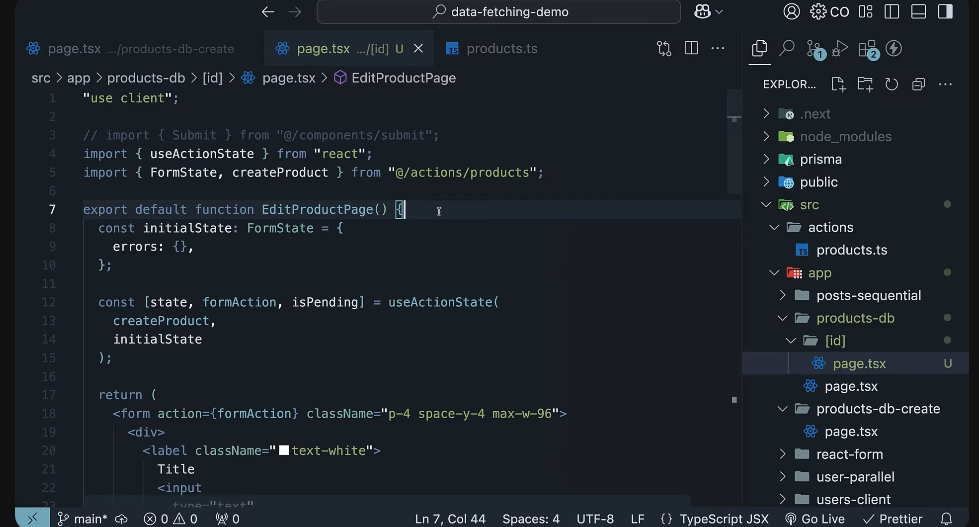 data-fetching-demo
CO
page.tsx .../products-db-create
page.tsx .../[id] U
products.ts
src > app > products-db > [id] > page.tsx > EditProductPage
1 "use client";
2
3 // import { Submit } from "@/components/submit";
4 import { useActionState } from "react";
5 import { FormState, createProduct } from "@/actions/products";
6
7 export default function EditProductPage() {
8 const initialState: FormState = {
9 errors: {},
10 };
11
12 const [state, formAction, isPending] = useActionState(
13 createProduct,
14 initialState
15 );
16
17 return (
18 <form action={formAction} className="p-4 space-y-4 max-w-96">
19 <div>
20 <label className="text-white">
21 Title
22 <input
23 type="text"
1
2
EXPLOR...
.next
node_modules
prisma
public
src
actions
products.ts
app
posts-sequential
products-db
[id]
page.tsx U
page.tsx
products-db-create
page.tsx
react-form
user-parallel
users-client
main* 0 0 0 Ln 7, Col 44 Spaces: 4 UTF-8 LF {} TypeScript JSX Go Live Prettier